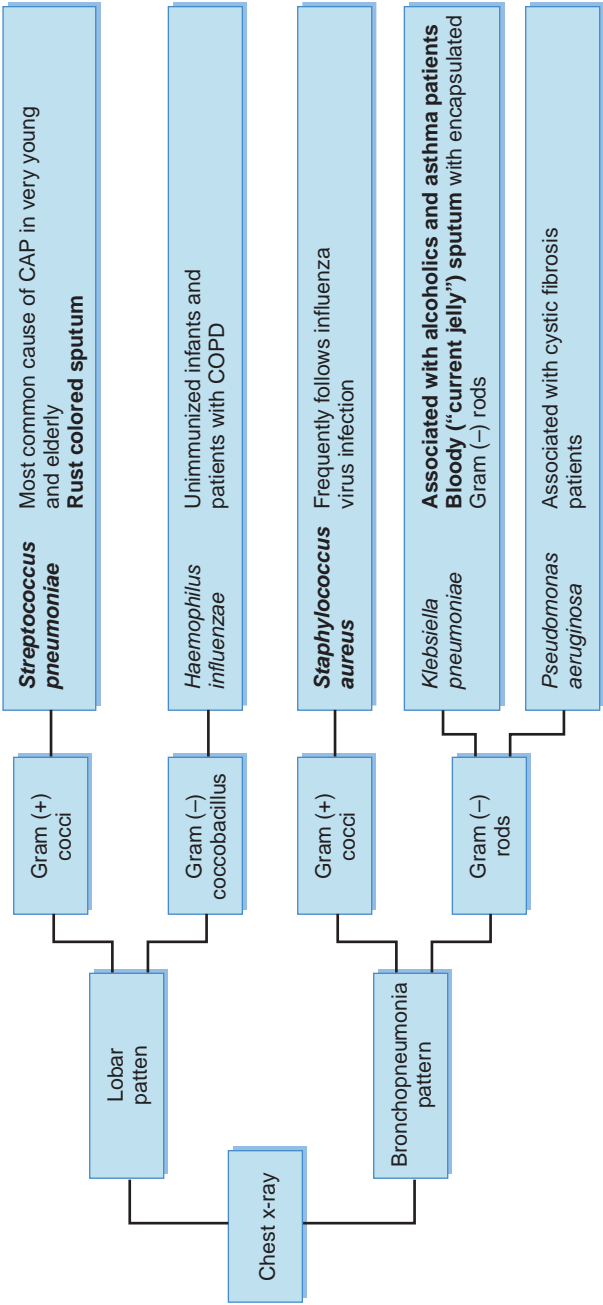 Chest x-ray
Lobar
patten
Bronchopneumonia
pattern
Gram (+)
cocci
Gram (–)
coccobacillus
Gram (+)
cocci
Gram (–)
rods
Streptococcus
pneumoniae
Most common cause of CAP in very young
and elderly
Rust colored sputum
Haemophilus
influenzae
Unimmunized infants and
patients with COPD
Staphylococcus
aureus
Frequently follows influenza
virus infection
Klebsiella
pneumoniae
Associated with alcoholics and asthma patients
Bloody (“current jelly”) sputum with encapsulated
Gram (–) rods
Pseudomonas
aeruginosa
Associated with cystic fibrosis
patients